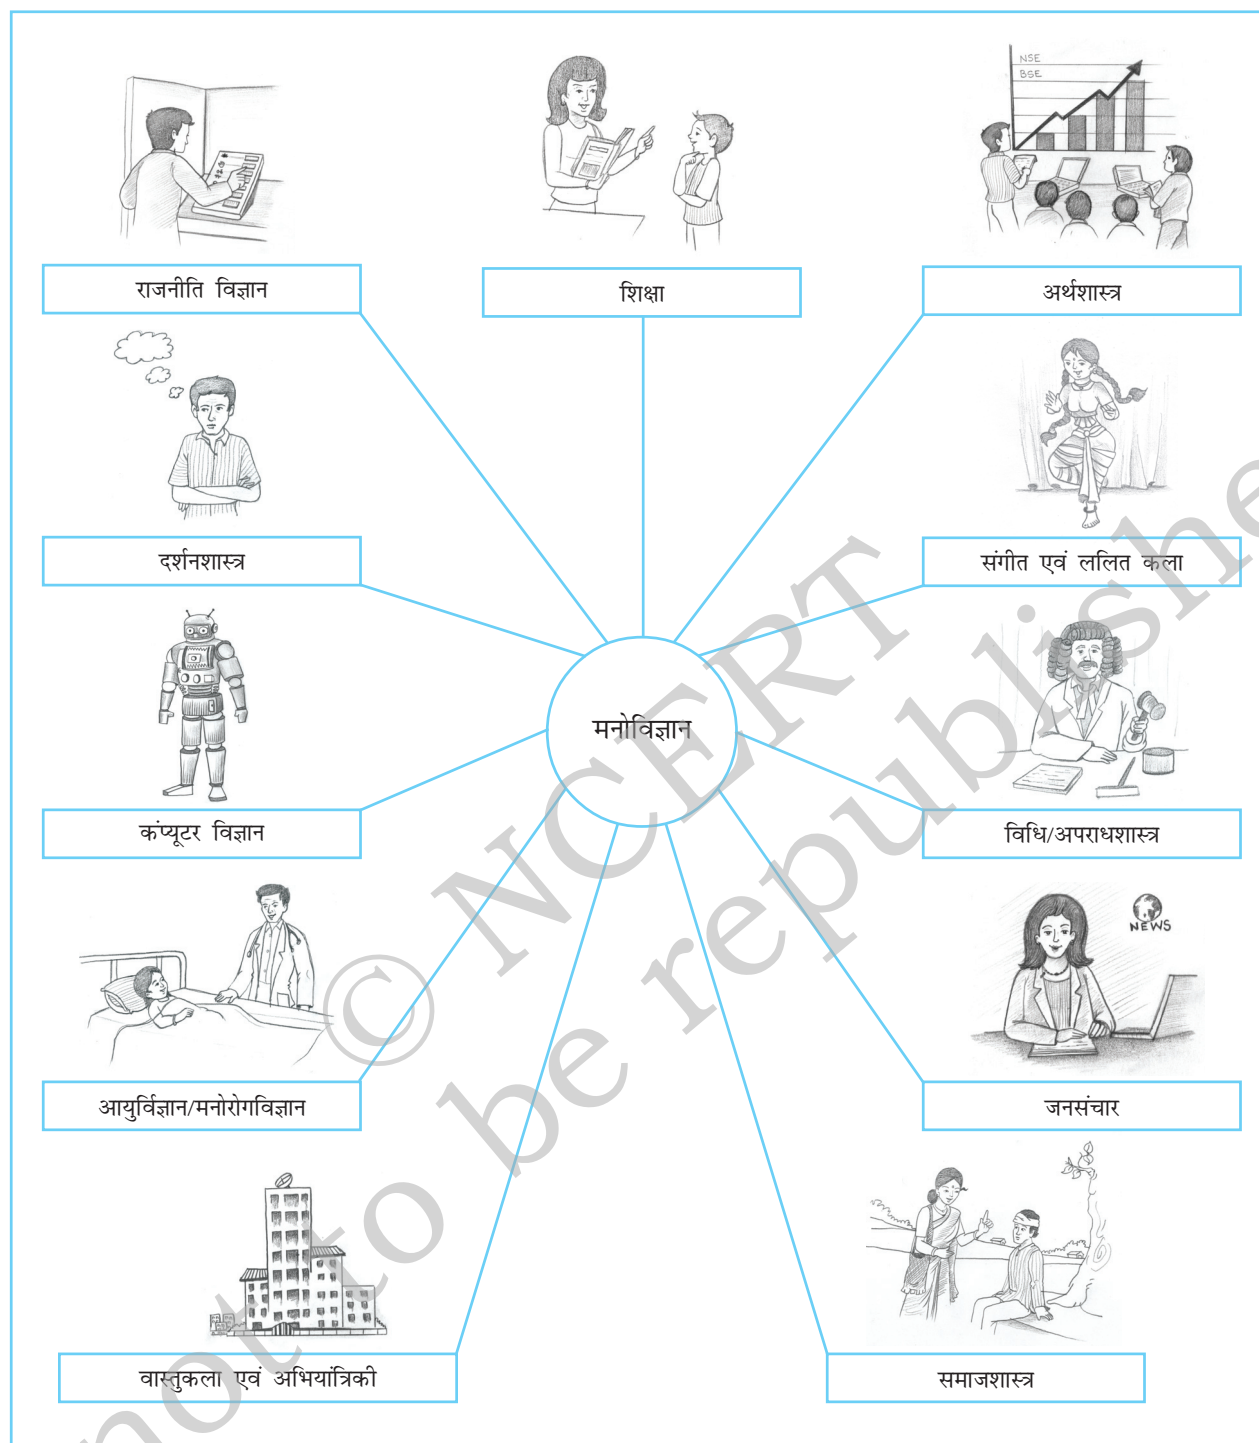 NSE
BSE
राजनीति विज्ञान
शिक्षा
अर्थशास्त्र
दर्शनशास्त्र
संगीत एवं ललित कला
मनोविज्ञान
कंप्यूटर विज्ञान
विधि/अपराधशास्त्र
NEWS
आयुर्विज्ञान/मनोरोगविज्ञान
जनसंचार
वास्तुकला एवं अभियांत्रिकी
समाजशास्त्र
© NCERT
not to be republishe